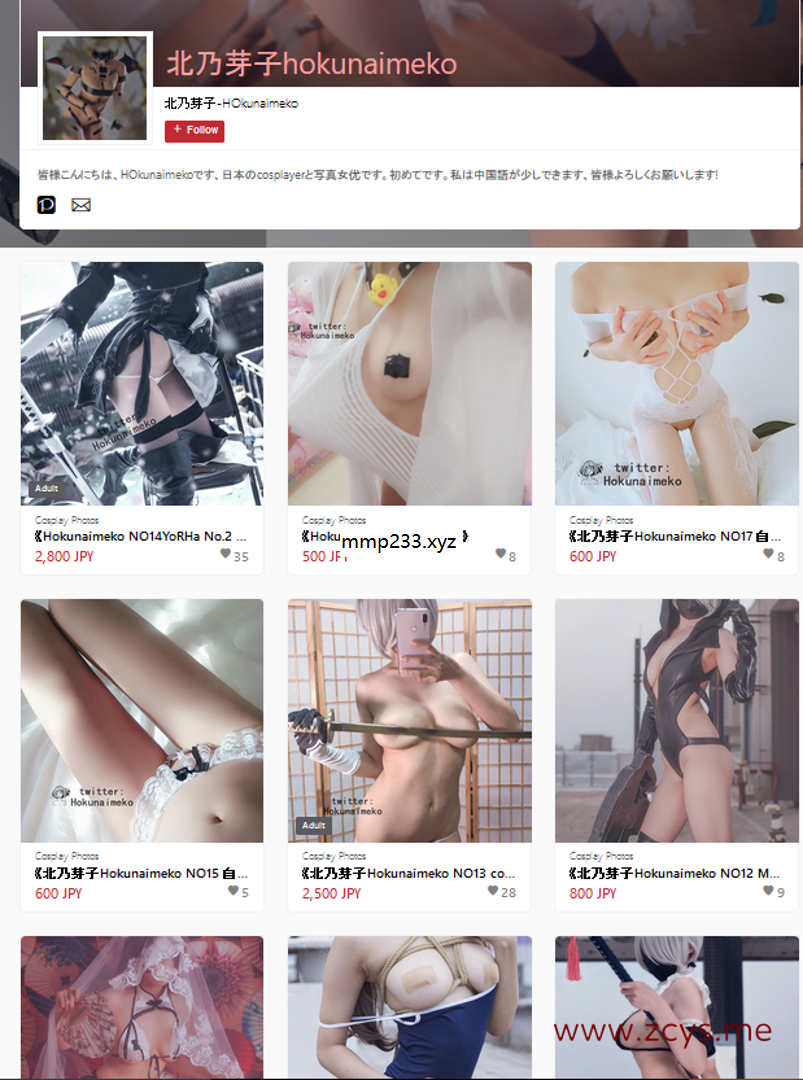 北乃芽子hokunaimeko
北乃芽子-HOkunaimeko
+ Follow
皆様こんにちは、HOkunaimekoです、日本のcosplayerと写真女优です。初めてです。私は中国語が少しできます、皆様よろしくお願いします!
twitter:
Hokunaimeko
Adult
Cosplay Photos
《Hokunaimeko NO14YoRHa No.2 ...
2,800 JPY
35
twitter:
Hokunaimeko
Cosplay Photos
《Hoku
mmp233.xyz
》
500 JP
8
twitter:
Hokunaimeko
Cosplay Photos
《北乃芽子Hokunaimeko NO17 自...
600 JPY
8
twitter:
Hokunaimeko
Cosplay Photos
《北乃芽子Hokunaimeko NO15 自...
600 JPY
5
twitter:
Hokunaimeko
Adult
Cosplay Photos
《北乃芽子Hokunaimeko NO13 co...
2,500 JPY
28
Cosplay Photos
《北乃芽子Hokunaimeko NO12 M...
800 JPY
9
www.zcys.me